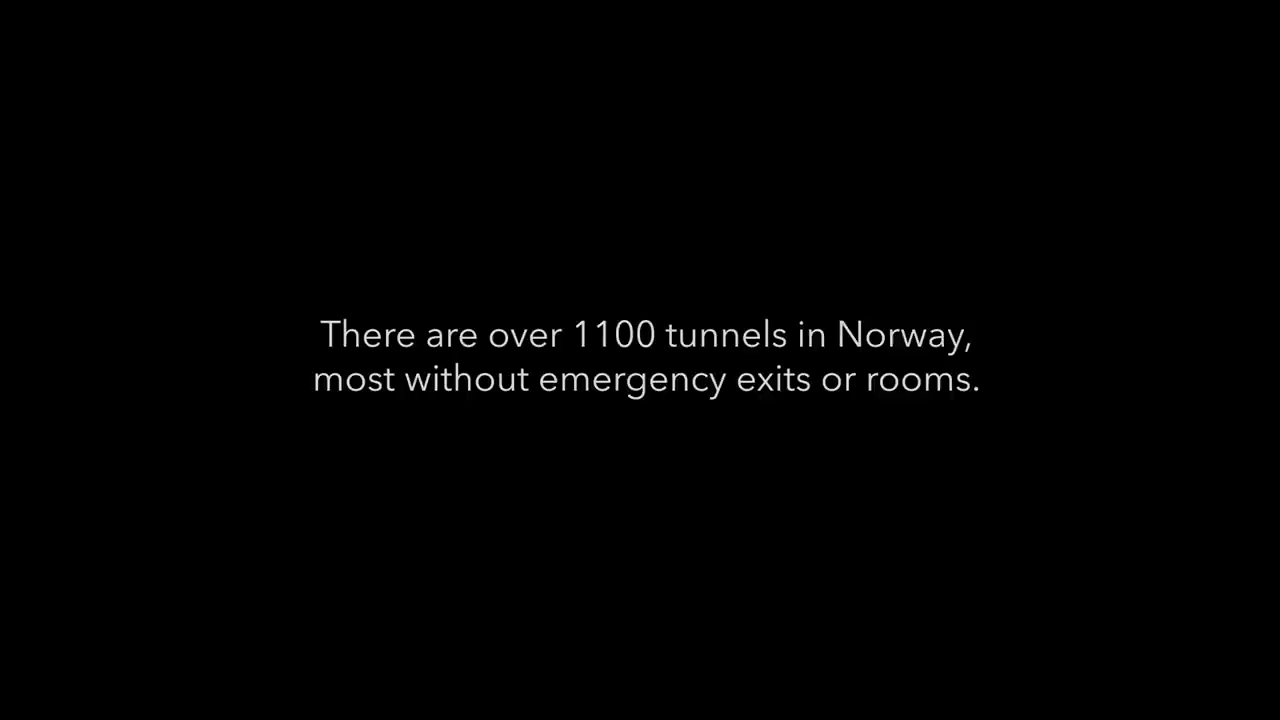 There are over 1100 tunnels in Norway,
most without emergency exits or rooms.